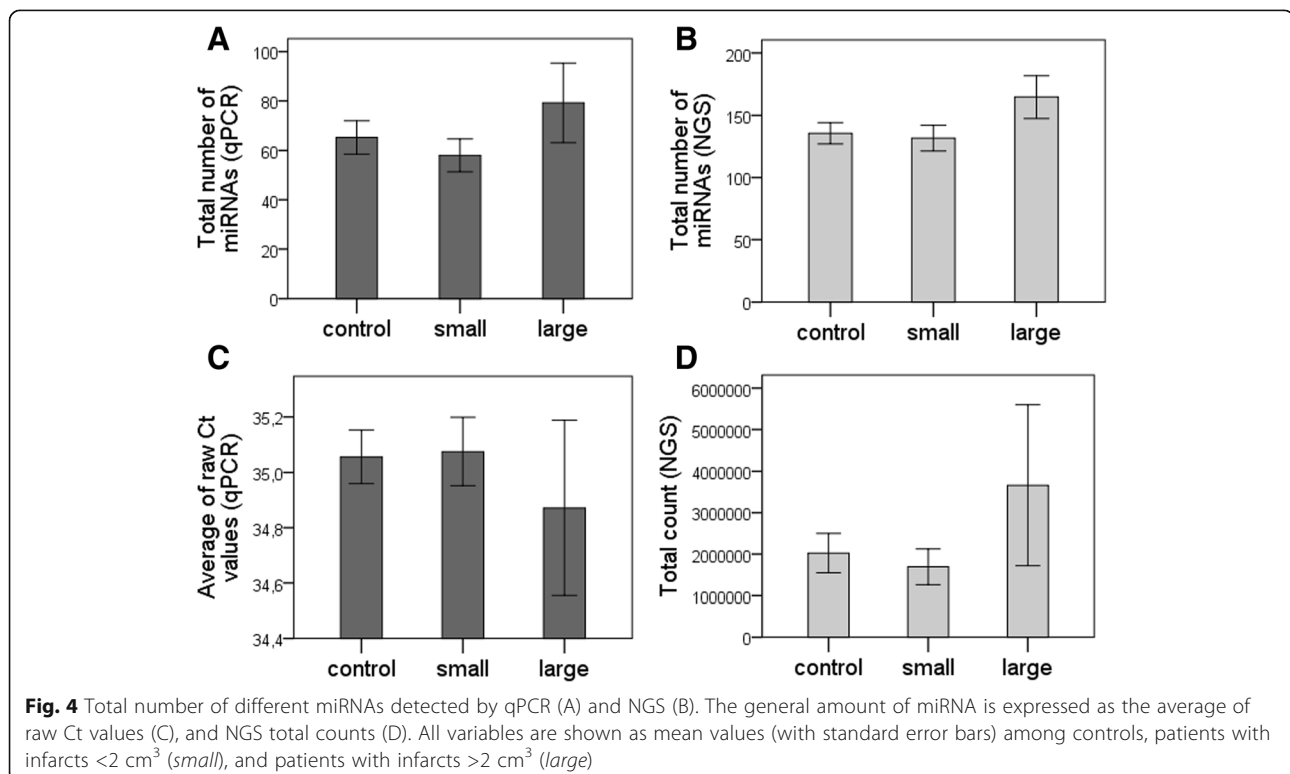 A
Total number of
miRNAs (qPCR)
100
80
60
40
20
0
control small large
B
Total number of
miRNAs (NGS)
200
150
100
50
0
control small large
C
Average of raw Ct
values (qPCR)
35,2
35,0
34,8
34,6
34,4
control small large
D
Total count (NGS)
6000000
5000000
4000000
3000000
2000000
1000000
0
control small large
Fig. 4 Total number of different miRNAs detected by qPCR (A) and NGS (B). The general amount of miRNA is expressed as the average of
raw Ct values (C), and NGS total counts (D). All variables are shown as mean values (with standard error bars) among controls, patients with
infarcts <2 cm³ (small), and patients with infarcts >2 cm³ (large)